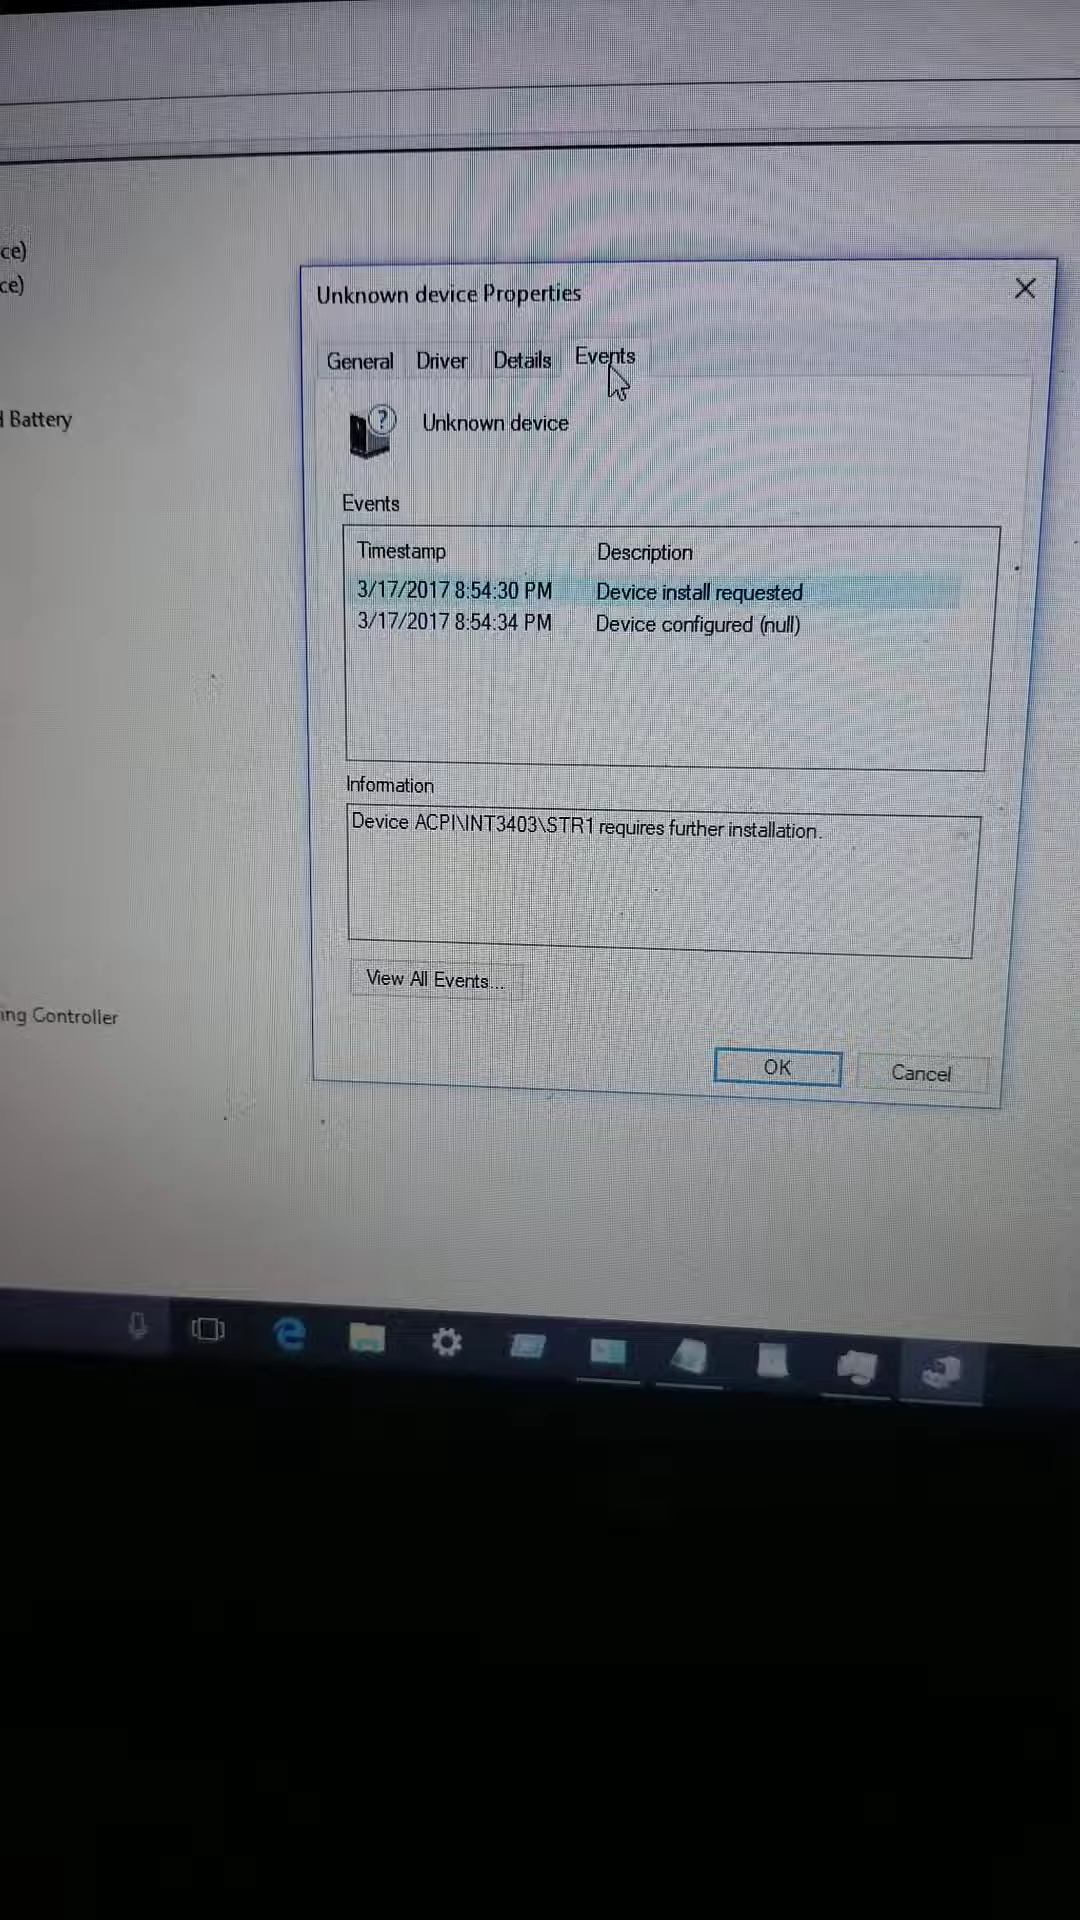 ce)
ce)
Battery
ing Controller
Unknown device Properties
General Driver Details Events
Unknown device
Events
Timestamp Description
3/17/2017 8:54:30 PM Device install requested
3/17/2017 8:54:34 PM Device configured (null)
Information
Device ACPI\INT3403\STR1 requires further installation.
View All Events...
OK Cancel